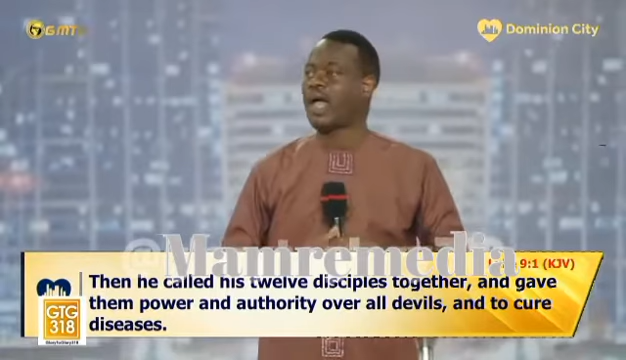 GMTV
Dominion City
@Mamremedia
9:1 (KJV)
Then he called his twelve disciples together, and gave
them power and authority over all devils, and to cure
diseases.
GTG
318